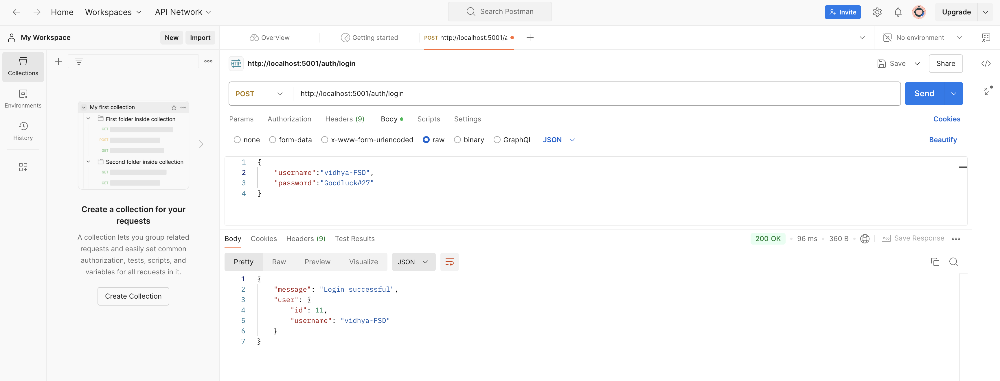 Home Workspaces API Network Search Postman Invite Upgrade
My Workspace New Import Overview Getting started POST http://localhost:5001/a No environment
Collections
Environments
History
My first collection
First folder inside collection
GET
POST
GET
Second folder inside collection
GET
GET
Create a collection for your
requests
A collection lets you group related
requests and easily set common
authorization, tests, scripts, and
variables for all requests in it.
Create Collection
HTTP http://localhost:5001/auth/login Save Share
POST http://localhost:5001/auth/login Send
Params Authorization Headers (9) Body Scripts Settings Cookies
none form-data x-www-form-urlencoded raw binary GraphQL JSON Beautify
1 {
2 "username":"vidhya-FSD",
3 "password":"Goodluck#27"
4 }
Body Cookies Headers (9) Test Results 200 OK 96 ms 360 B e.g. Save Response
Pretty Raw Preview Visualize JSON
1 {
2 "message": "Login successful",
3 "user": {
4 "id": 11,
5 "username": "vidhya-FSD"
6 }
7 }